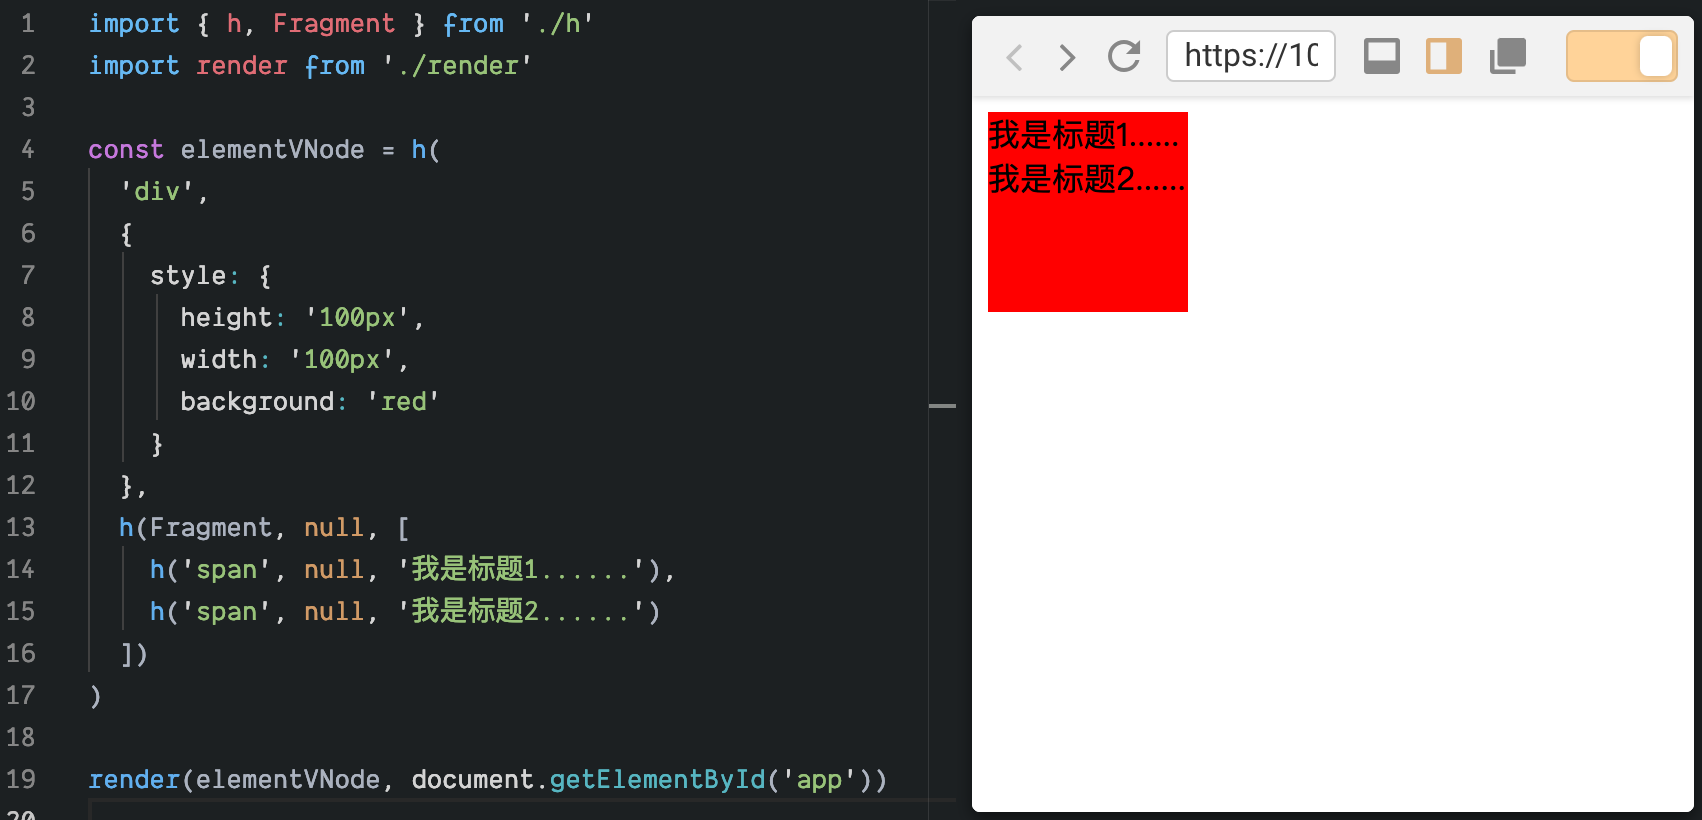 1 import { h, Fragment } from './h'
2 import render from './render'
3
4 const elementVNode = h(
5 'div',
6 {
7 style: {
8 height: '100px',
9 width: '100px',
10 background: 'red'
11 }
12 },
13 h(Fragment, null, [
14 h('span', null, '我是标题1......'),
15 h('span', null, '我是标题2......')
16 ])
17 )
18
19 render(elementVNode, document.getElementById('app'))
20
https://10
我是标题1......
我是标题2......